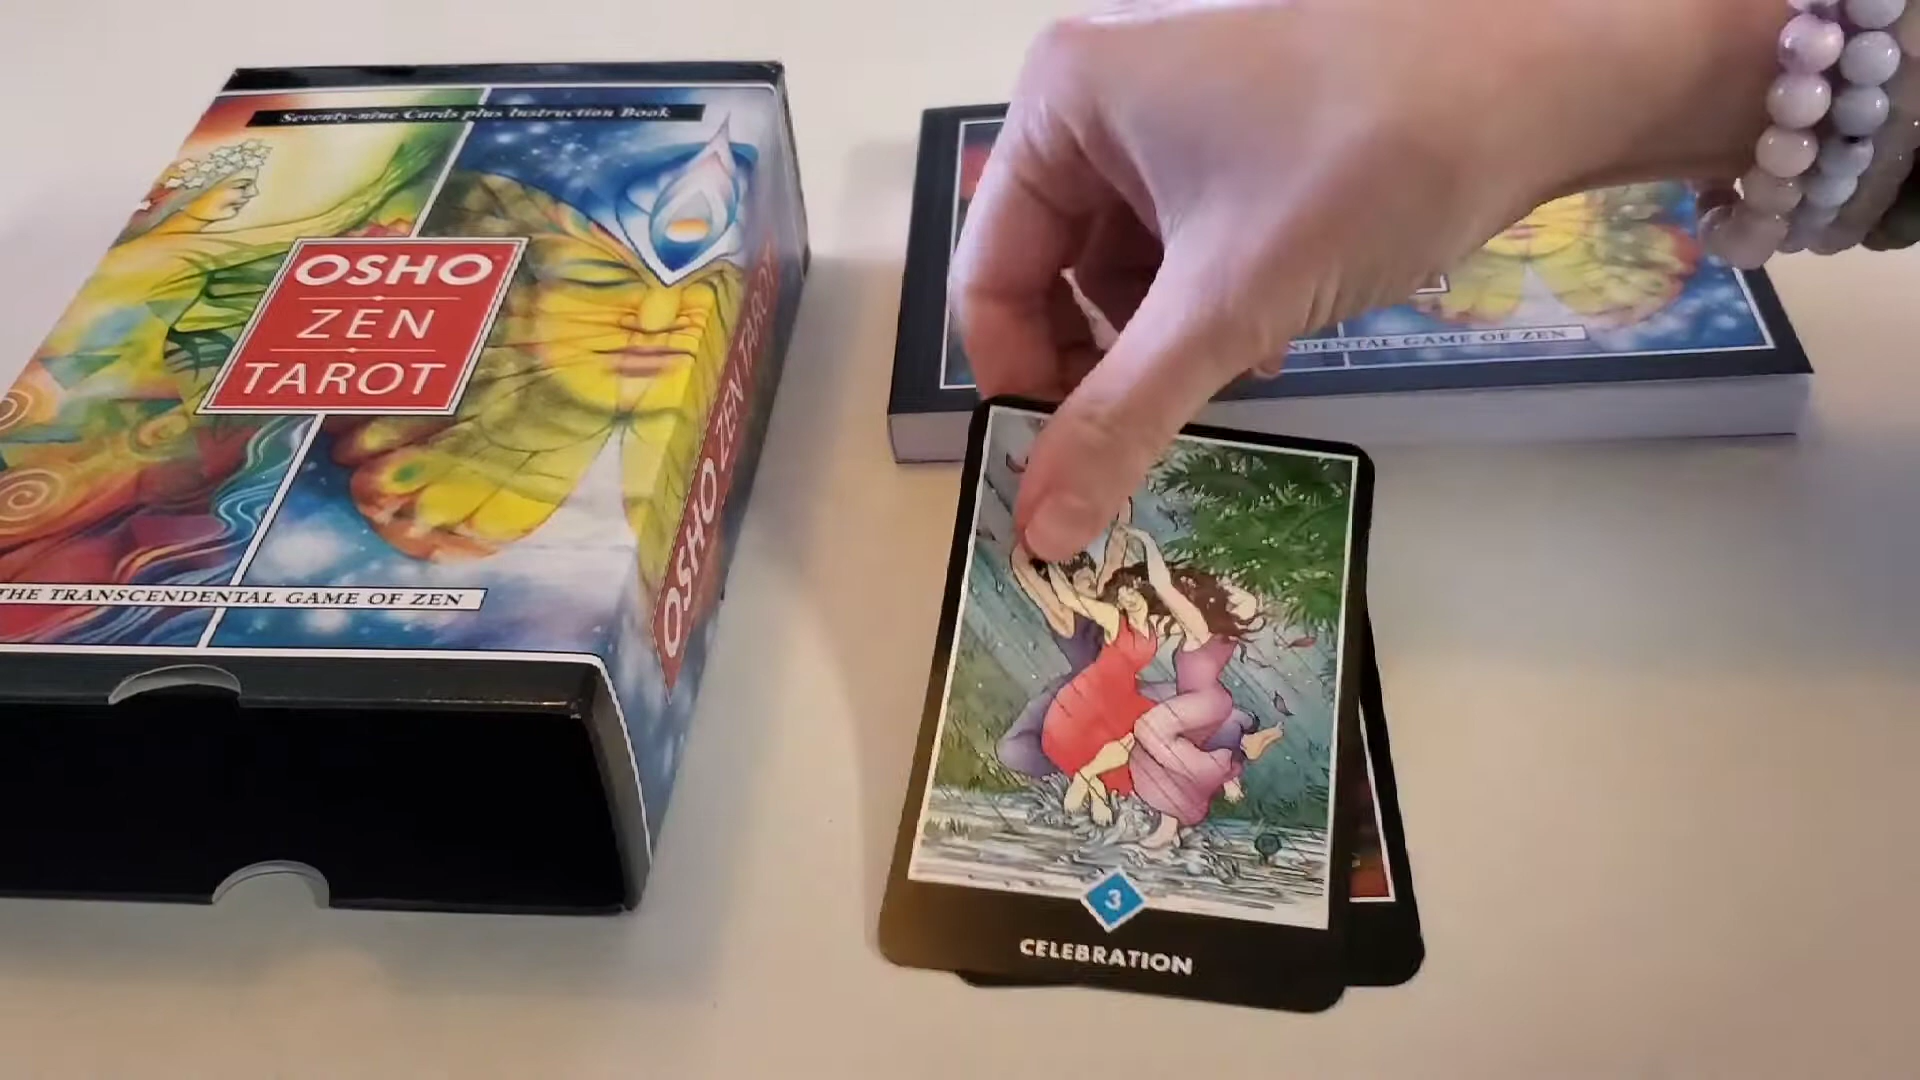 Seventy-nine Cards plus Instruction Book
OSHO
ZEN
TAROT
THE TRANSCENDENTAL GAME OF ZEN
OSHO ZEN TAROT
GAME OF ZEN
3
CELEBRATION